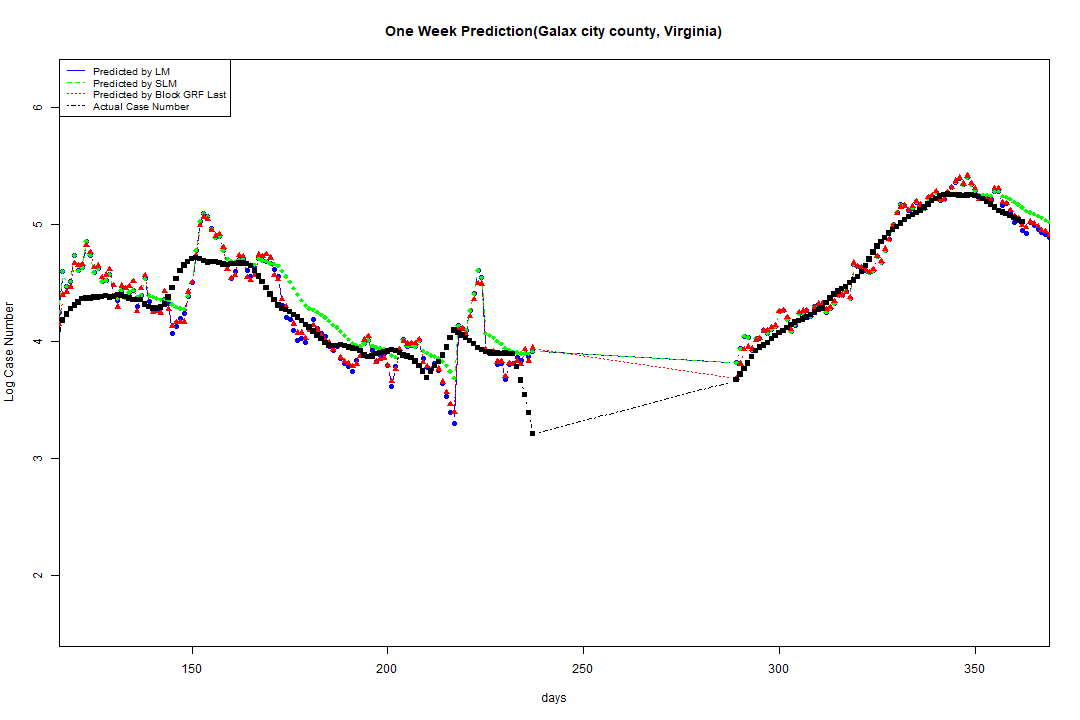 One Week Prediction(Galax city county, Virginia)
Predicted by LM
Predicted by SLM
Predicted by Block GRF Last
Actual Case Number
6
5
4
3
2
Log Case Number
150
200
250
300
350
days